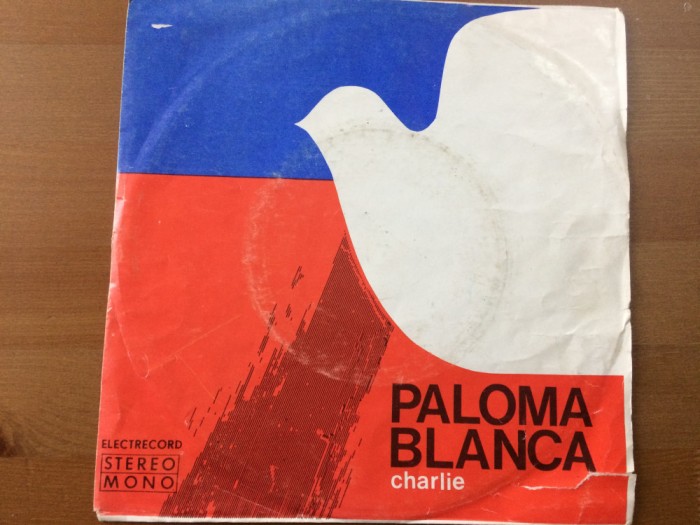 PALOMA
BLANCA
charlie
ELECTRECORD
STEREO
MONO